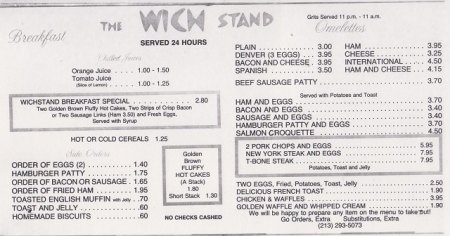 THE WICH STAND
Breakfast
SERVED 24 HOURS
Chilled Juices
Orange Juice . . . . 1.00 - 1.50
Tomato Juice
(Slice of Lemon) . . . . 1.00 - 1.25
WICHSTAND BREAKFAST SPECIAL . . . . 2.80
Two Golden Brown Fluffy Hot Cakes, Two Strips of Crisp Bacon
or Two Sausage Links (Ham 3.50) and Fresh Eggs.
Served with Syrup
HOT OR COLD CEREALS 1.25
Side Orders
ORDER OF EGGS (2) . . . . 1.40
HAMBURGER PATTY . . . . 1.75
ORDER OF BACON OR SAUSAGE . 1.65
ORDER OF FRIED HAM . . . . 1.95
TOASTED ENGLISH MUFFIN with Jelly . .70
TOAST AND JELLY . . . . .60
HOMEMADE BISCUITS . . . . .60
Golden
Brown
FLUFFY
HOT CAKES
(A Stack)
1.80
Short Stack 1.30
NO CHECKS CASHED
Grits Served 11 p.m. - 11 a.m.
Omelettes
PLAIN . . . . 3.00
DENVER (3 EGGS) . . 3.95
BACON AND CHEESE . 3.95
SPANISH . . . . 3.50
HAM . . . . 3.95
CHEESE . . . . 3.25
INTERNATIONAL . . . . 4.50
HAM AND CHEESE . . 4.15
BEEF SAUSAGE PATTY . . . . 3.70
Served with Potatoes and Toast
HAM AND EGGS . . . . 3.70
BACON AND EGGS . . . . 3.40
SAUSAGE AND EGGS . . . . 3.40
HAMBURGER PATTY AND EGGS . . . . 3.70
SALMON CROQUETTE . . . . 4.50
2 PORK CHOPS AND EGGS . . . . 5.95
NEW YORK STEAK AND EGGS . . . . 7.95
T-BONE STEAK . . . . 7.95
Potatoes, Toast and Jelly
TWO EGGS, Fried, Potatoes, Toast, Jelly . . . . 2.50
DELICIOUS FRENCH TOAST . . . . 1.90
CHICKEN & WAFFLES . . . . 3.95
GOLDEN WAFFLE AND WHIPPED CREAM . . . . 1.90
We will be happy to prepare any item on the menu to take out!
Go Orders, Extra Substitutions, Extra
(213) 293-5073